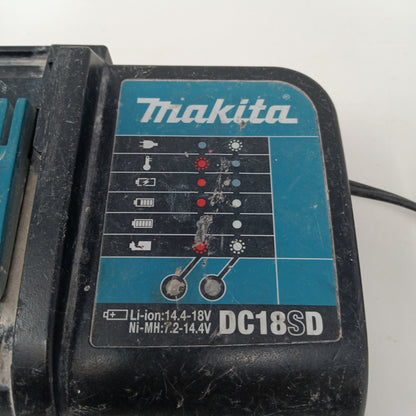 makita®
Li-ion:14.4-18V
Ni-MH:7.2-14.4V
DC18SD